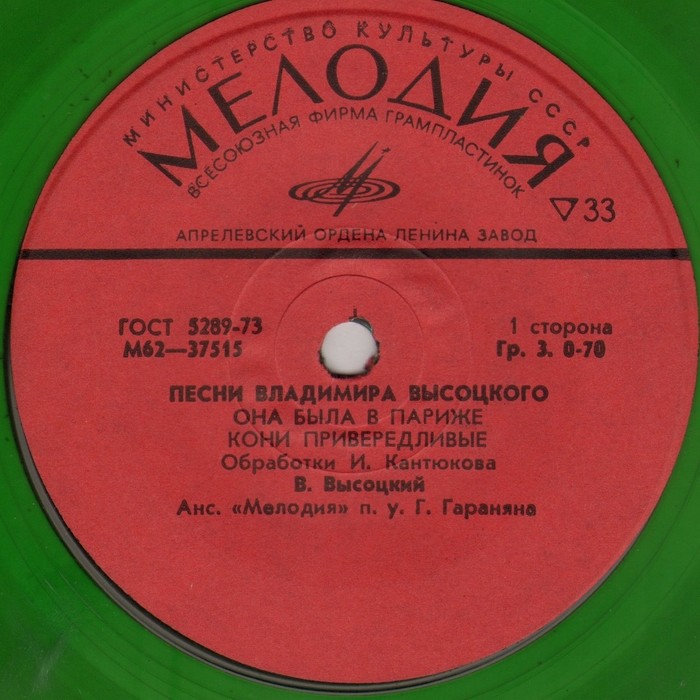 МИНИСТЕРСТВО КУЛЬТУРЫ СССР
МЕЛОДИЯ
ВСЕСОЮЗНАЯ ФИРМА ГРАМПЛАСТИНОК
33
АПРЕЛЕВСКИЙ ОРДЕНА ЛЕНИНА ЗАВОД
ГОСТ 5289-73
М62—37515
1 сторона
Гр. 3. 0-70
ПЕСНИ ВЛАДИМИРА ВЫСОЦКОГО
ОНА БЫЛА В ПАРИЖЕ
КОНИ ПРИВЕРЕДЛИВЫЕ
Обработки И. Кантюкова
В. Высоцкий
Анс. «Мелодия» п. у. Г. Гараняна